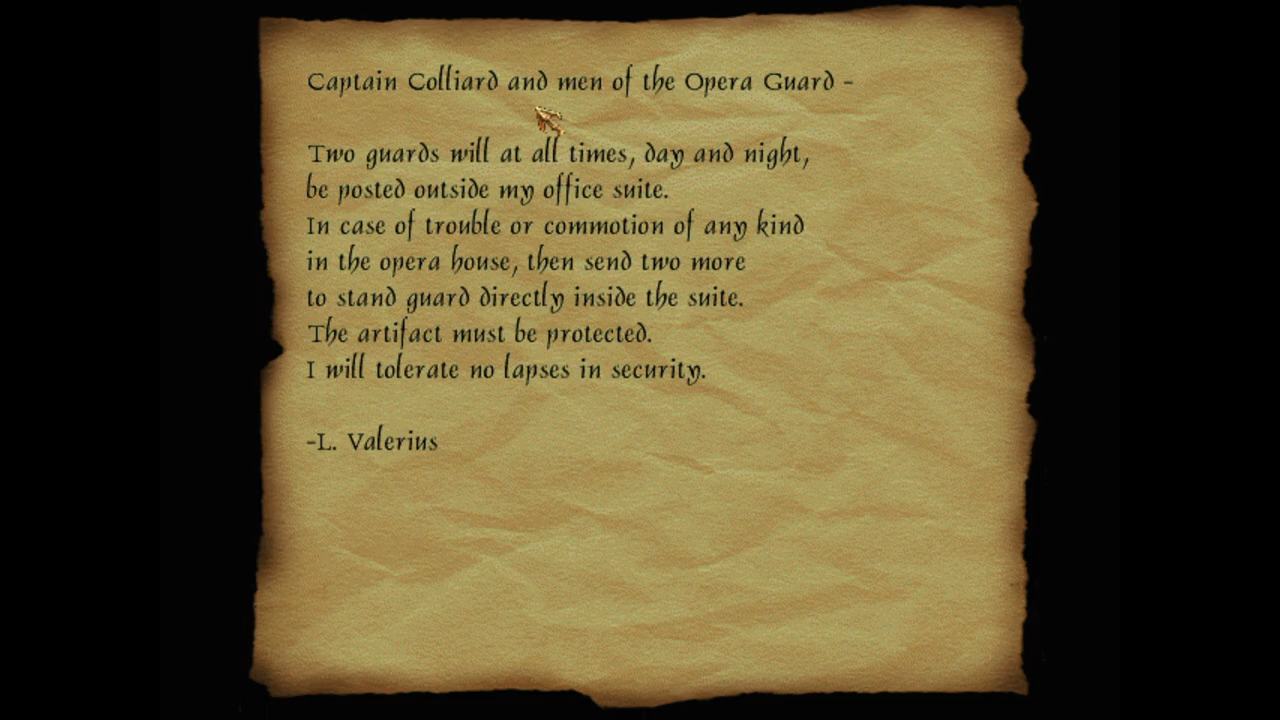 Captain Colliard and men of the Opera Guard -
Two guards will at all times, day and night,
be posted outside my office suite.
In case of trouble or commotion of any kind
in the opera house, then send two more
to stand guard directly inside the suite.
The artifact must be protected.
I will tolerate no lapses in security.
-L. Valerius